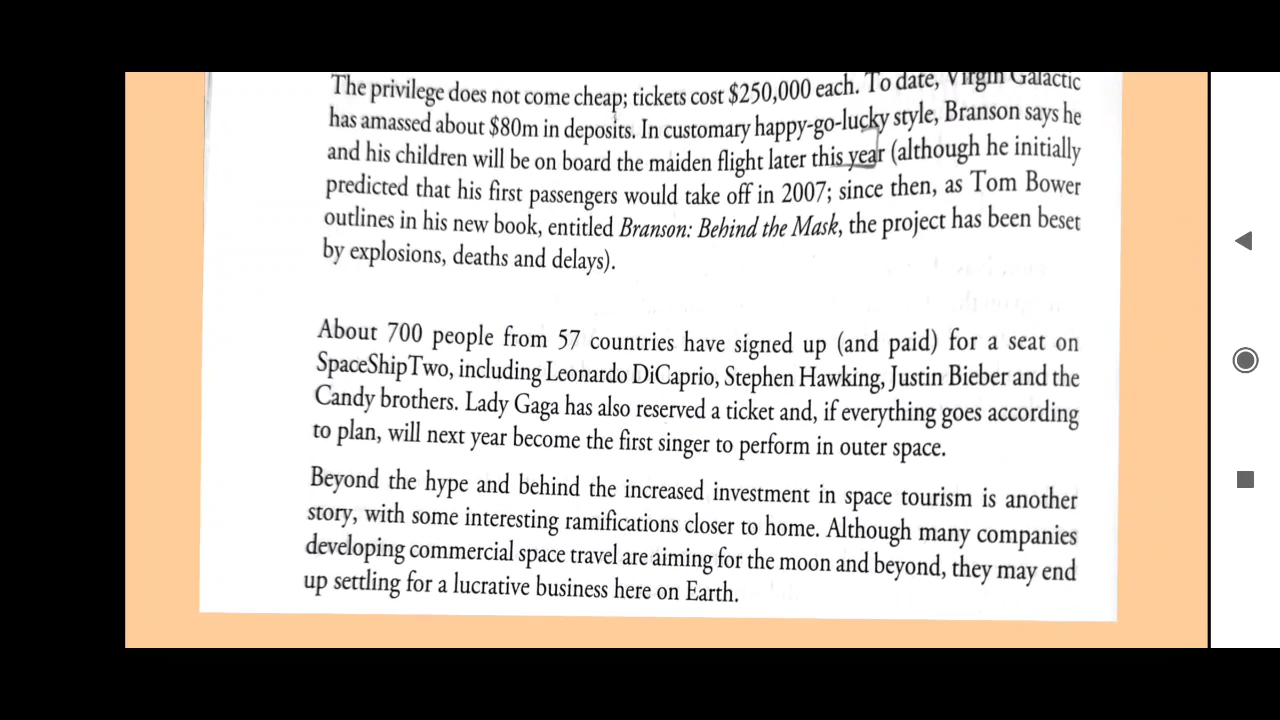 The privilege does not come cheap; tickets cost $250,000 each. To date, Virgin Galactic
has amassed about $80m in deposits. In customary happy-go-lucky style, Branson says he
and his children will be on board the maiden flight later this year (although he initially
predicted that his first passengers would take off in 2007; since then, as Tom Bower
outlines in his new book, entitled Branson: Behind the Mask, the project has been beset
by explosions, deaths and delays).
About 700 people from 57 countries have signed up (and paid) for a seat on
SpaceShipTwo, including Leonardo DiCaprio, Stephen Hawking, Justin Bieber and the
Candy brothers. Lady Gaga has also reserved a ticket and, if everything goes according
to plan, will next year become the first singer to perform in outer space.
Beyond the hype and behind the increased investment in space tourism is another
story, with some interesting ramifications closer to home. Although many companies
developing commercial space travel are aiming for the moon and beyond, they may end
up settling for a lucrative business here on Earth.